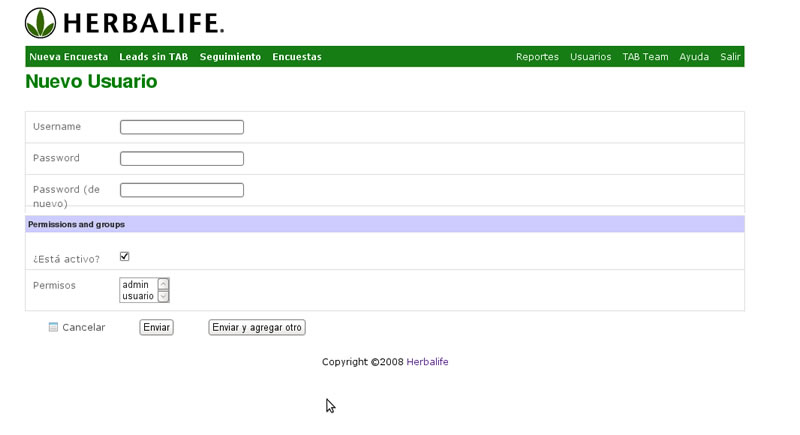 HERBALIFE.
Nueva Encuesta Leads sin TAB Seguimiento Encuestas Reportes Usuarios TAB Team Ayuda Salir
Nuevo Usuario
Username
Password
Password (de
nuevo)
Permissions and groups
¿Está activo?
Permisos
admin
usuario
Cancelar Enviar Enviar y agregar otro
Copyright ©2008 Herbalife